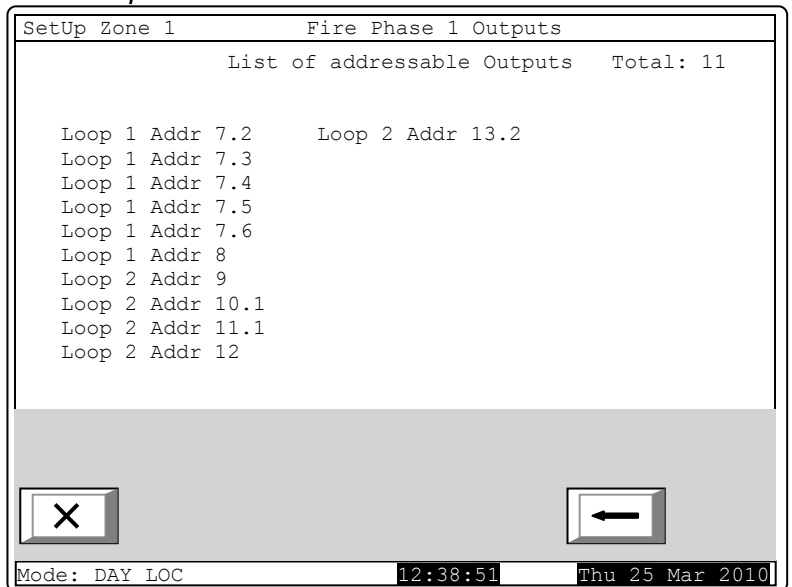 SetUp Zone 1 Fire Phase 1 Outputs
List of addressable Outputs Total: 11
Loop 1 Addr 7.2 Loop 2 Addr 13.2
Loop 1 Addr 7.3
Loop 1 Addr 7.4
Loop 1 Addr 7.5
Loop 1 Addr 7.6
Loop 1 Addr 8
Loop 2 Addr 9
Loop 2 Addr 10.1
Loop 2 Addr 11.1
Loop 2 Addr 12
Mode: DAY LOC 12:38:51 Thu 25 Mar 2010